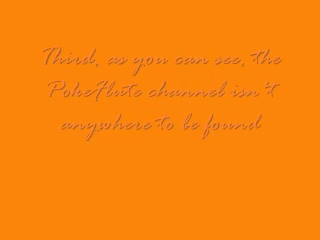 Third, as you can see, the
PokeFlute channel isn't
anywhere to be found